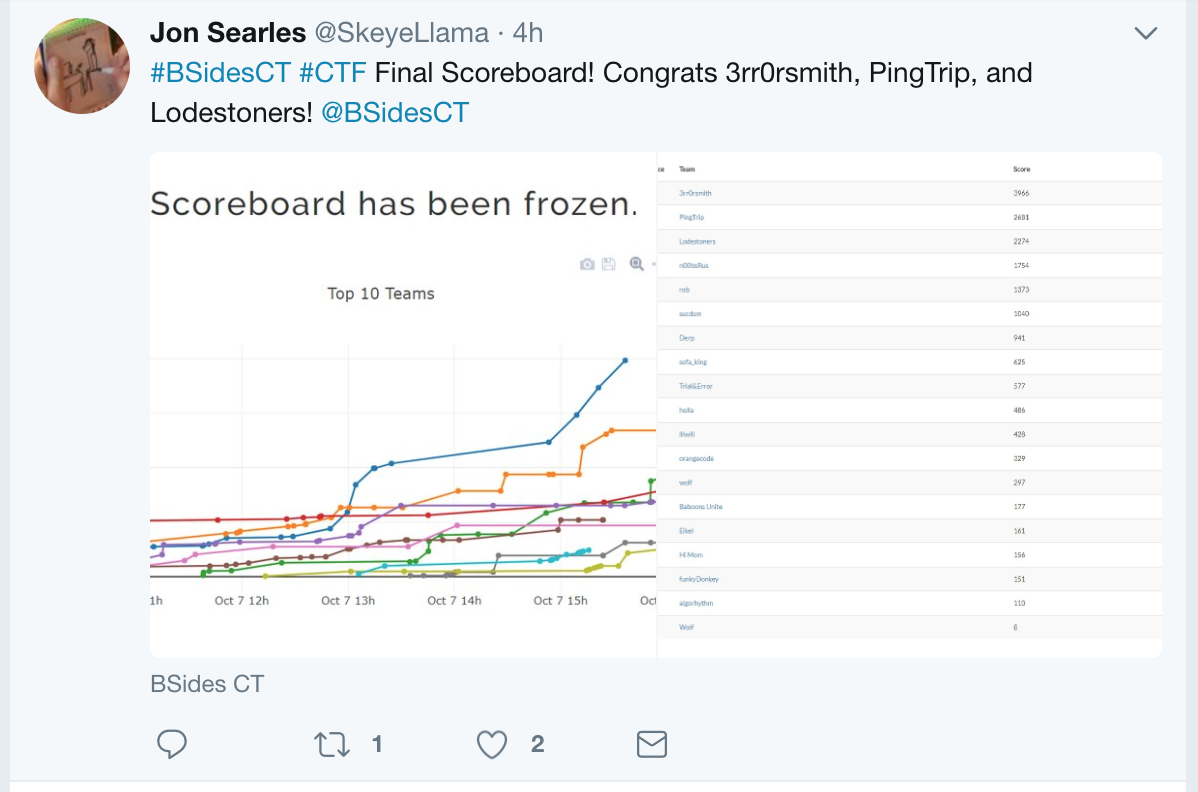 Jon Searles @SkeyeLlama · 4h
#BSidesCT #CTF Final Scoreboard! Congrats 3rr0rsmith, PingTrip, and
Lodestoners! @BSidesCT
Scoreboard has been frozen.
Top 10 Teams
1h Oct 7 12h Oct 7 13h Oct 7 14h Oct 7 15h Oct
ce Team Score
3rr0rsmith 3966
PingTrip 2681
Lodestoners 2274
n00bsRus 1754
rob 1373
1040
Derp 941
sofa_king 625
Trial&Error 577
holla 486
illwill 428
orangecode 329
wolf 297
Baboons Unite 177
Eikel 161
Hi Mom 156
funkyDonkey 151
algorhythm 110
Wolf
BSides CT
1 2